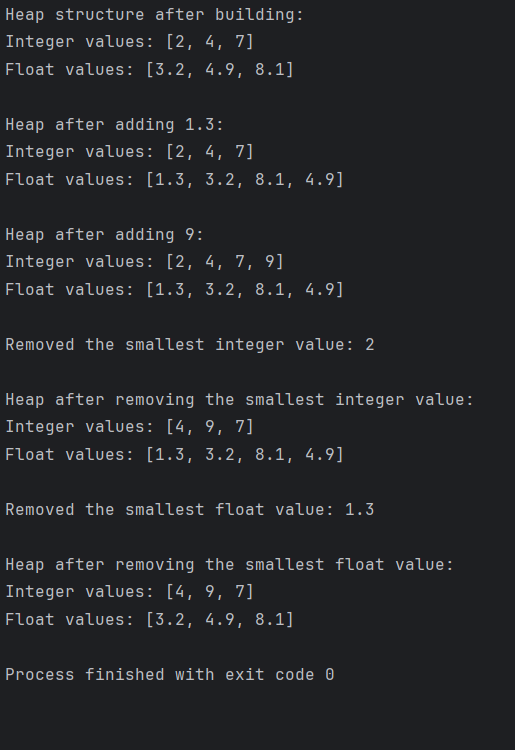 Heap structure after building:
Integer values: [2, 4, 7]
Float values: [3.2, 4.9, 8.1]
Heap after adding 1.3:
Integer values: [2, 4, 7]
Float values: [1.3, 3.2, 8.1, 4.9]
Heap after adding 9:
Integer values: [2, 4, 7, 9]
Float values: [1.3, 3.2, 8.1, 4.9]
Removed the smallest integer value: 2
Heap after removing the smallest integer value:
Integer values: [4, 9, 7]
Float values: [1.3, 3.2, 8.1, 4.9]
Removed the smallest float value: 1.3
Heap after removing the smallest float value:
Integer values: [4, 9, 7]
Float values: [3.2, 4.9, 8.1]
Process finished with exit code 0